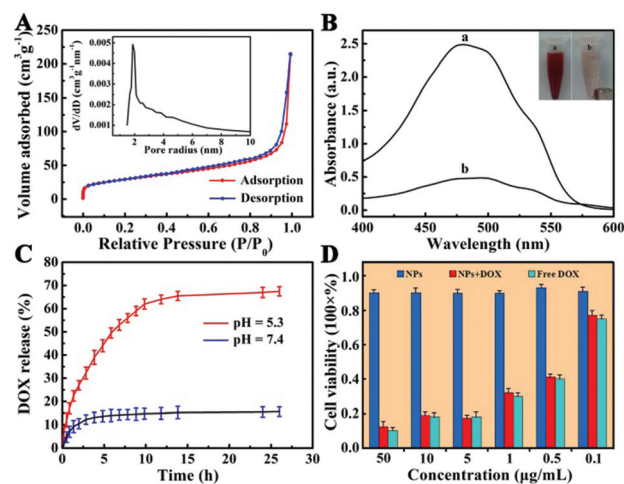 A
Volume adsorbed (cm³g⁻¹)
250
200
150
100
50
0
0.0 0.2 0.4 0.6 0.8 1.0
Relative Pressure (P/P₀)
dV/dD (cm³g⁻¹nm⁻¹)
0.005
0.004
0.003
0.002
0.001
2 4 6 8 10
Pore radius (nm)
Adsorption
Desorption
B
Absorbance (a.u.)
2.5
2.0
1.5
1.0
0.5
0.0
400 450 500 550 600
Wavelength (nm)
a
b
a b
C
DOX release (%)
80
70
60
50
40
30
20
10
0
0 5 10 15 20 25 30
Time (h)
pH = 5.3
pH = 7.4
D
Cell viability (100×%)
1.0
0.8
0.6
0.4
0.2
0.0
50 10 5 1 0.5 0.1
Concentration (μg/mL)
NPs NPs+DOX Free DOX